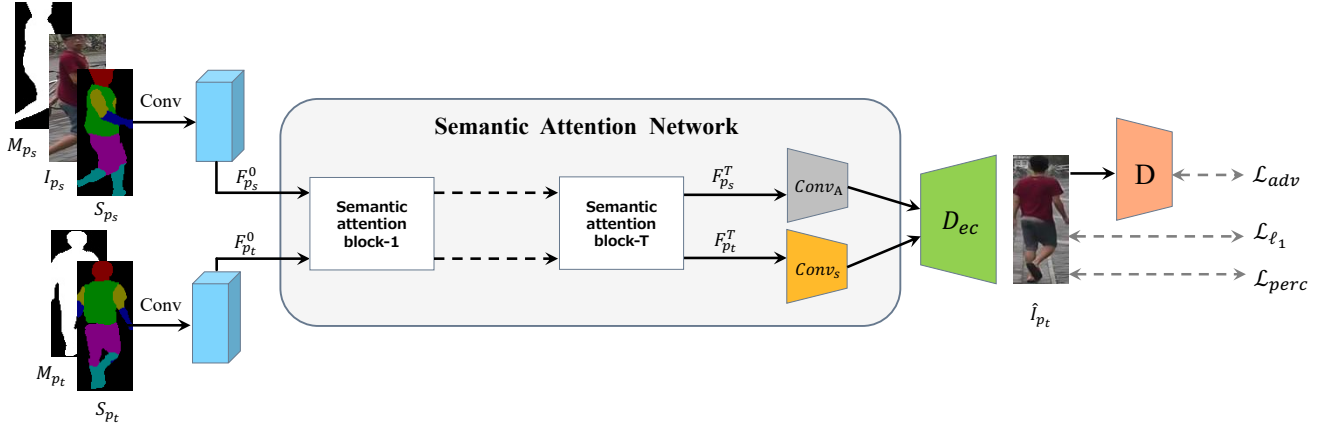 M_{p_s}
I_{p_s}
S_{p_s}
Conv
F^0_{p_s}
M_{p_t}
S_{p_t}
Conv
F^0_{p_t}
Semantic Attention Network
Semantic
attention
block-1
Semantic
attention
block-T
F^T_{p_s}
F^T_{p_t}
Conv_A
Conv_s
D_{ec}
Î_{p_t}
D
ℒ_{adv}
ℒ_{ℓ_1}
ℒ_{perc}